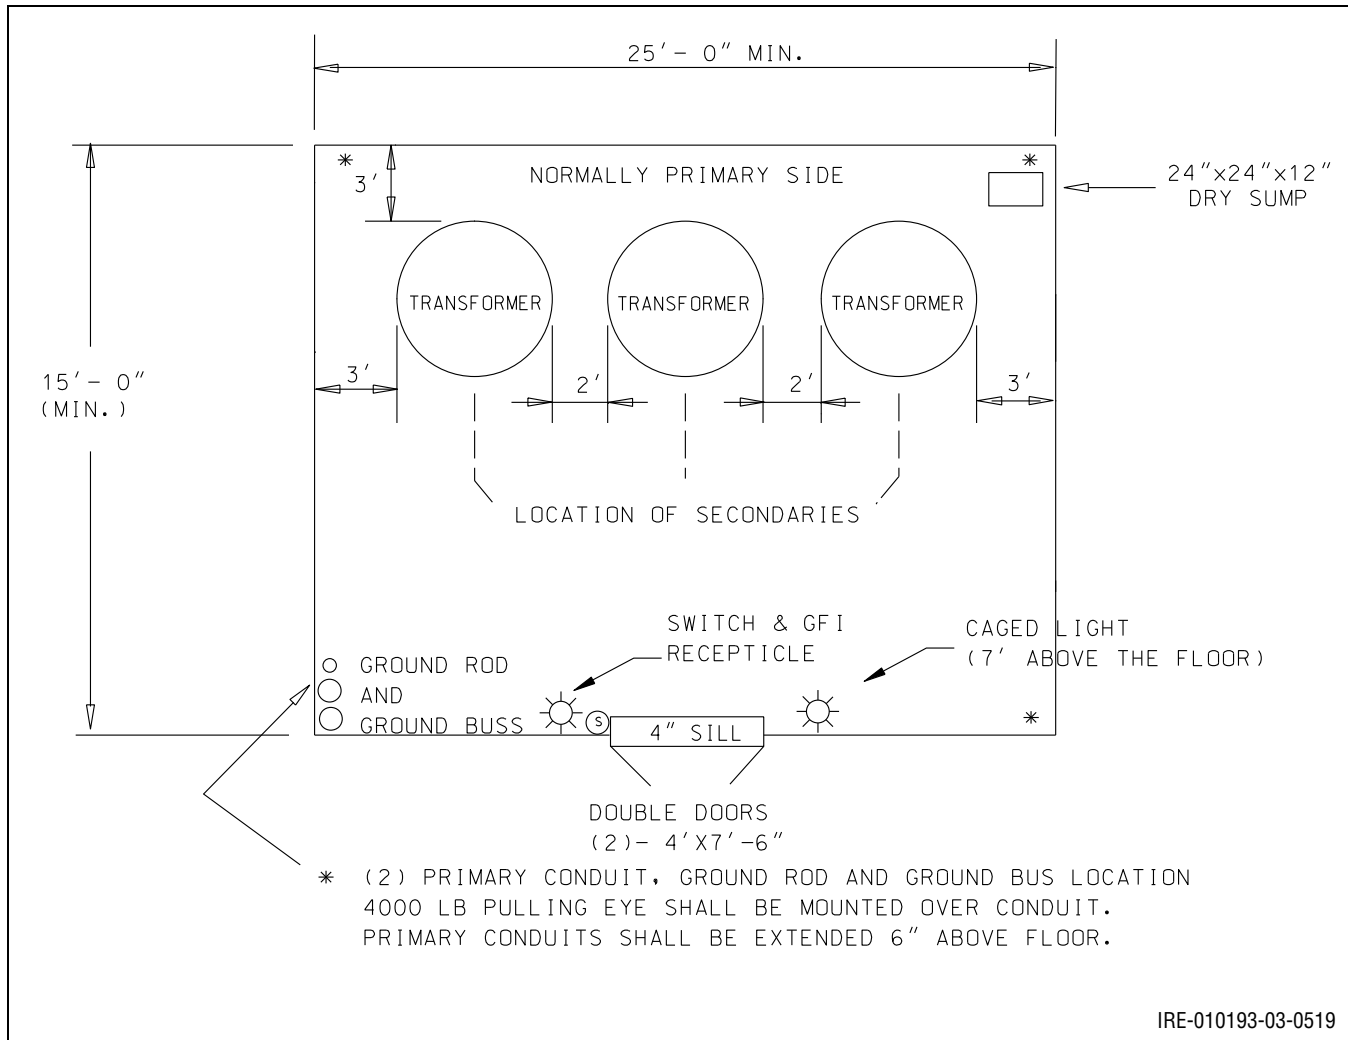 25'- 0" MIN.
*
3'
NORMALLY PRIMARY SIDE
*
24"x24"x12"
DRY SUMP
TRANSFORMER
TRANSFORMER
TRANSFORMER
15'- 0"
(MIN.)
3'
2'
2'
3'
LOCATION OF SECONDARIES
SWITCH & GFI
RECEPTICLE
CAGED LIGHT
(7' ABOVE THE FLOOR)
GROUND ROD
AND
GROUND BUSS
S
4" SILL
*
DOUBLE DOORS
(2)- 4'X7'-6"
* (2) PRIMARY CONDUIT, GROUND ROD AND GROUND BUS LOCATION
4000 LB PULLING EYE SHALL BE MOUNTED OVER CONDUIT.
PRIMARY CONDUITS SHALL BE EXTENDED 6" ABOVE FLOOR.
IRE-010193-03-0519